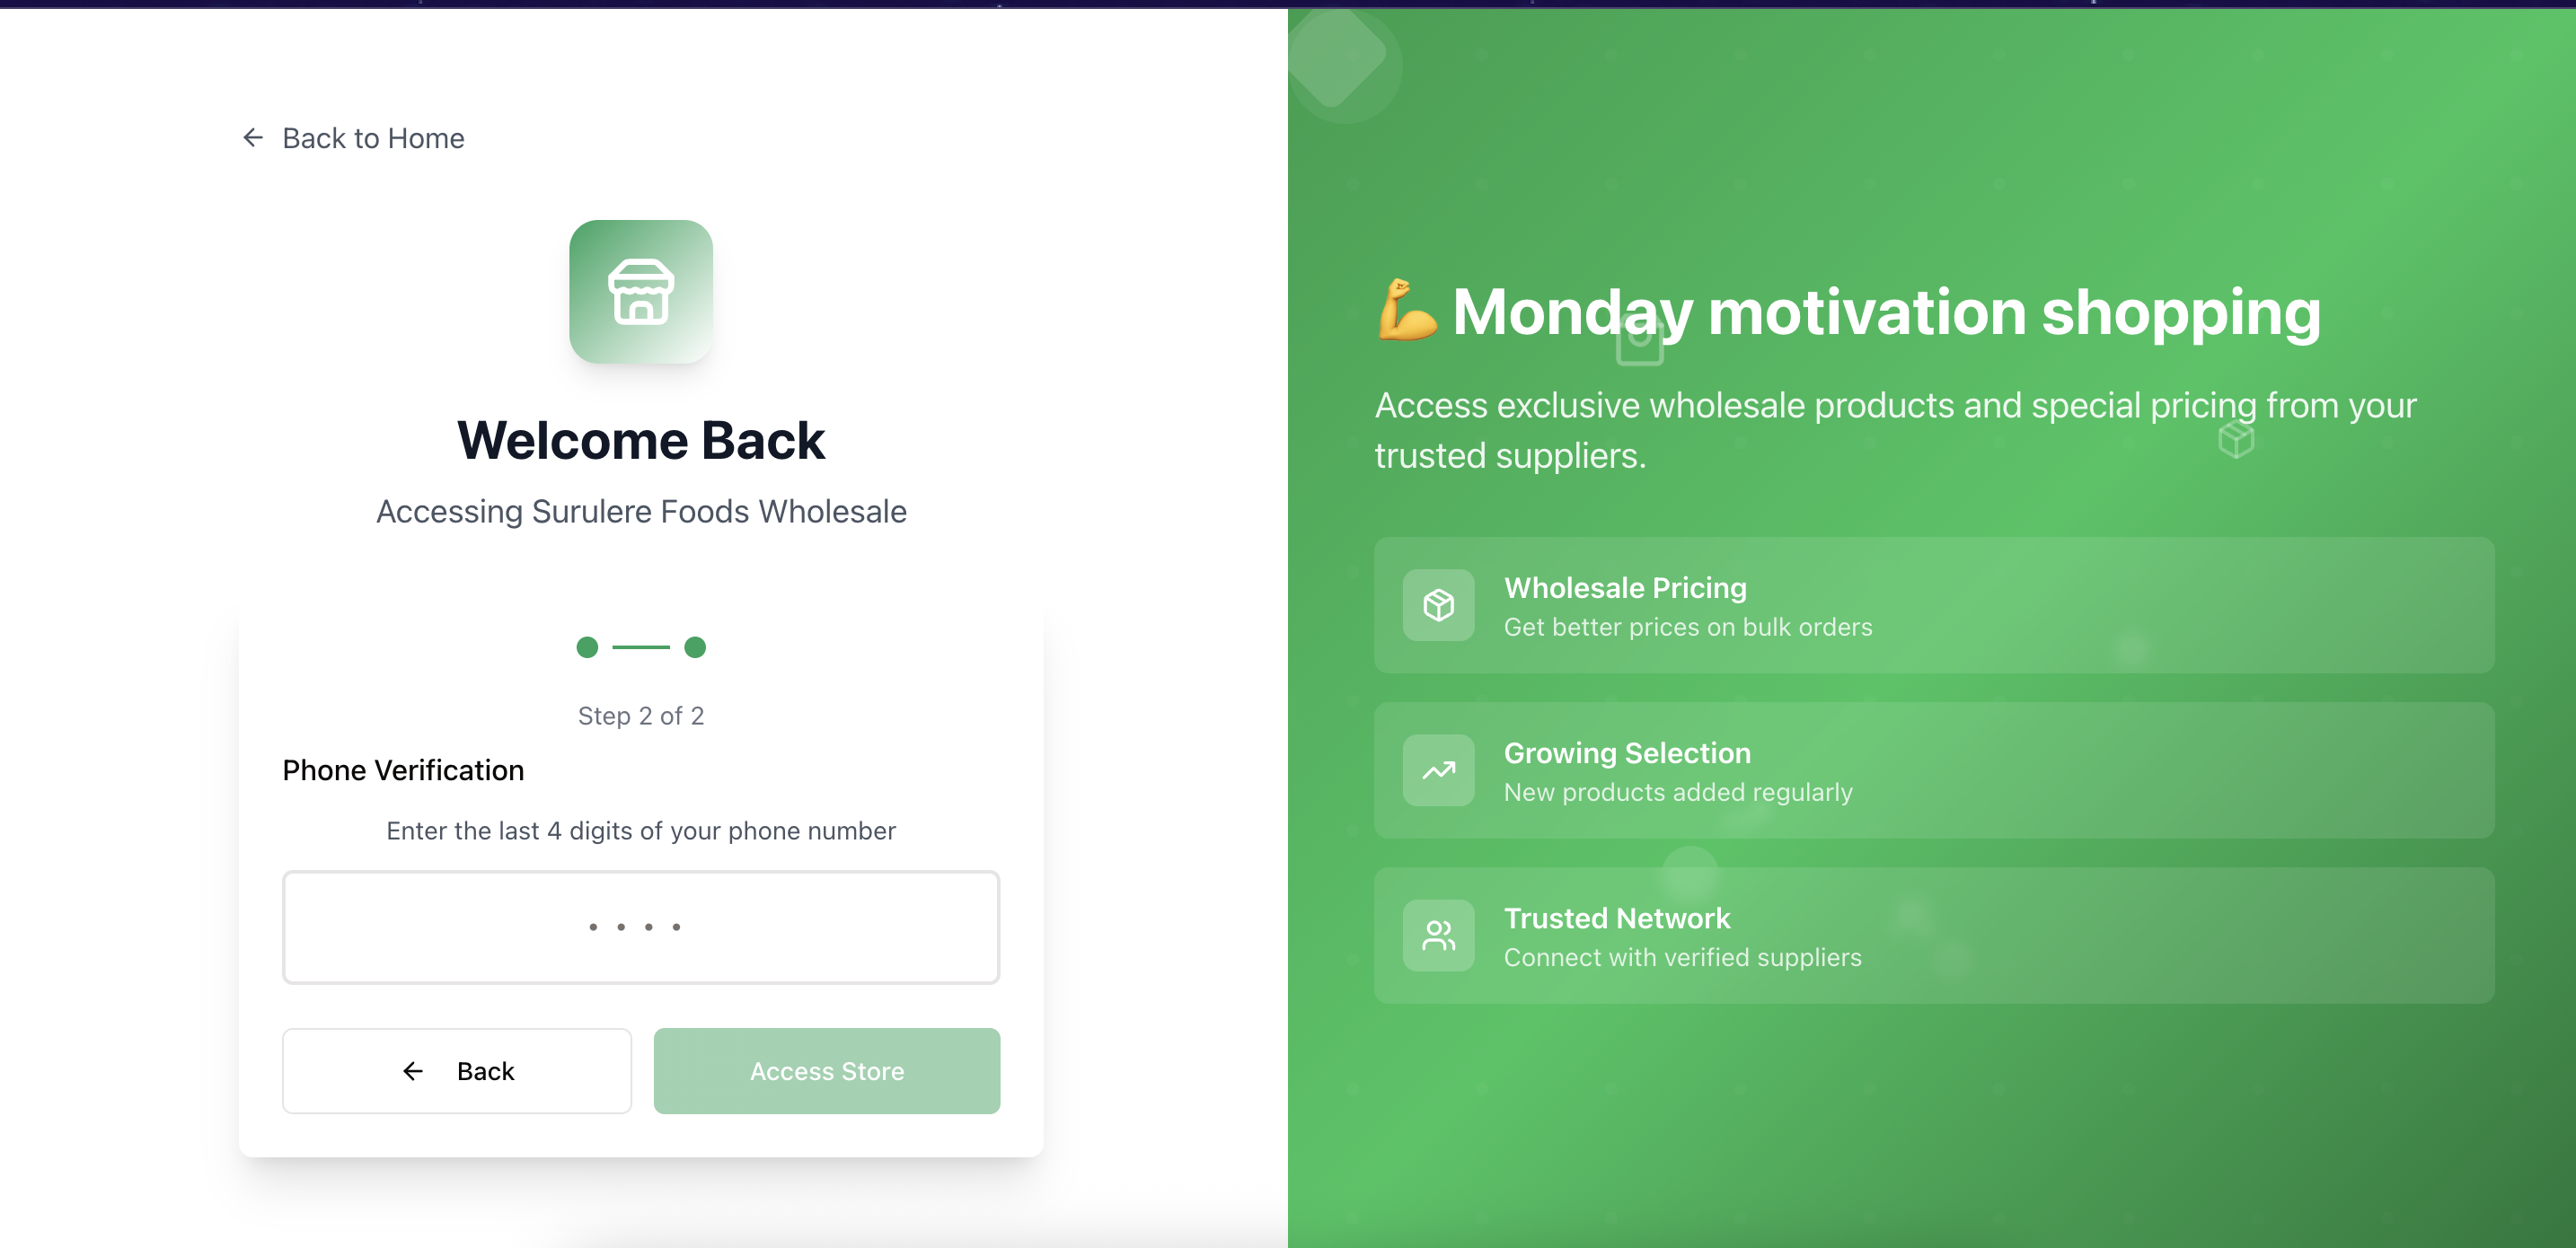 Back to Home
Welcome Back
Accessing Surulere Foods Wholesale
Step 2 of 2
Phone Verification
Enter the last 4 digits of your phone number
• • • •
Back
Access Store
💪 Monday motivation shopping
Access exclusive wholesale products and special pricing from your
trusted suppliers.
Wholesale Pricing
Get better prices on bulk orders
Growing Selection
New products added regularly
Trusted Network
Connect with verified suppliers